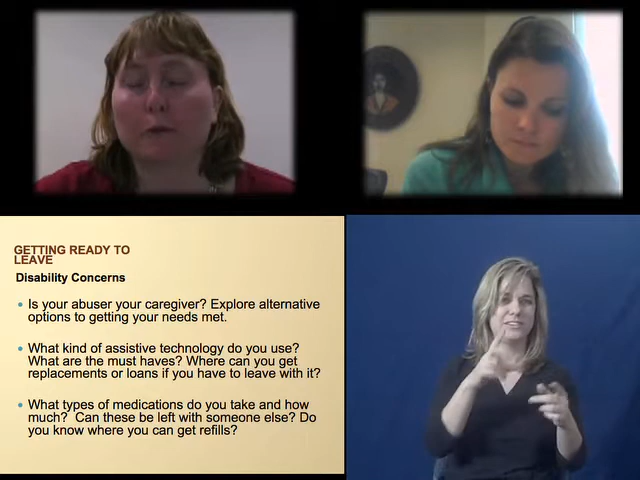 GETTING READY TO
LEAVE
Disability Concerns
Is your abuser your caregiver? Explore alternative
options to getting your needs met.
What kind of assistive technology do you use?
What are the must haves? Where can you get
replacements or loans if you have to leave with it?
What types of medications do you take and how
much? Can these be left with someone else? Do
you know where you can get refills?